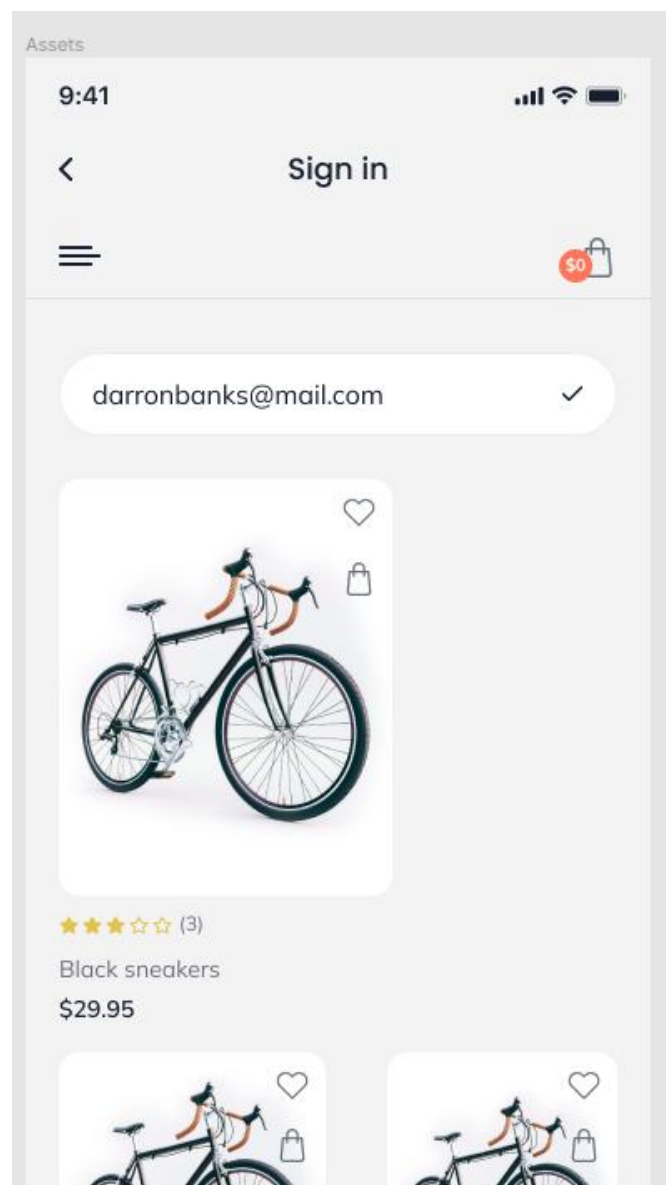 Assets
9:41
Sign in
$0
darronbanks@mail.com
(3)
Black sneakers
$29.95